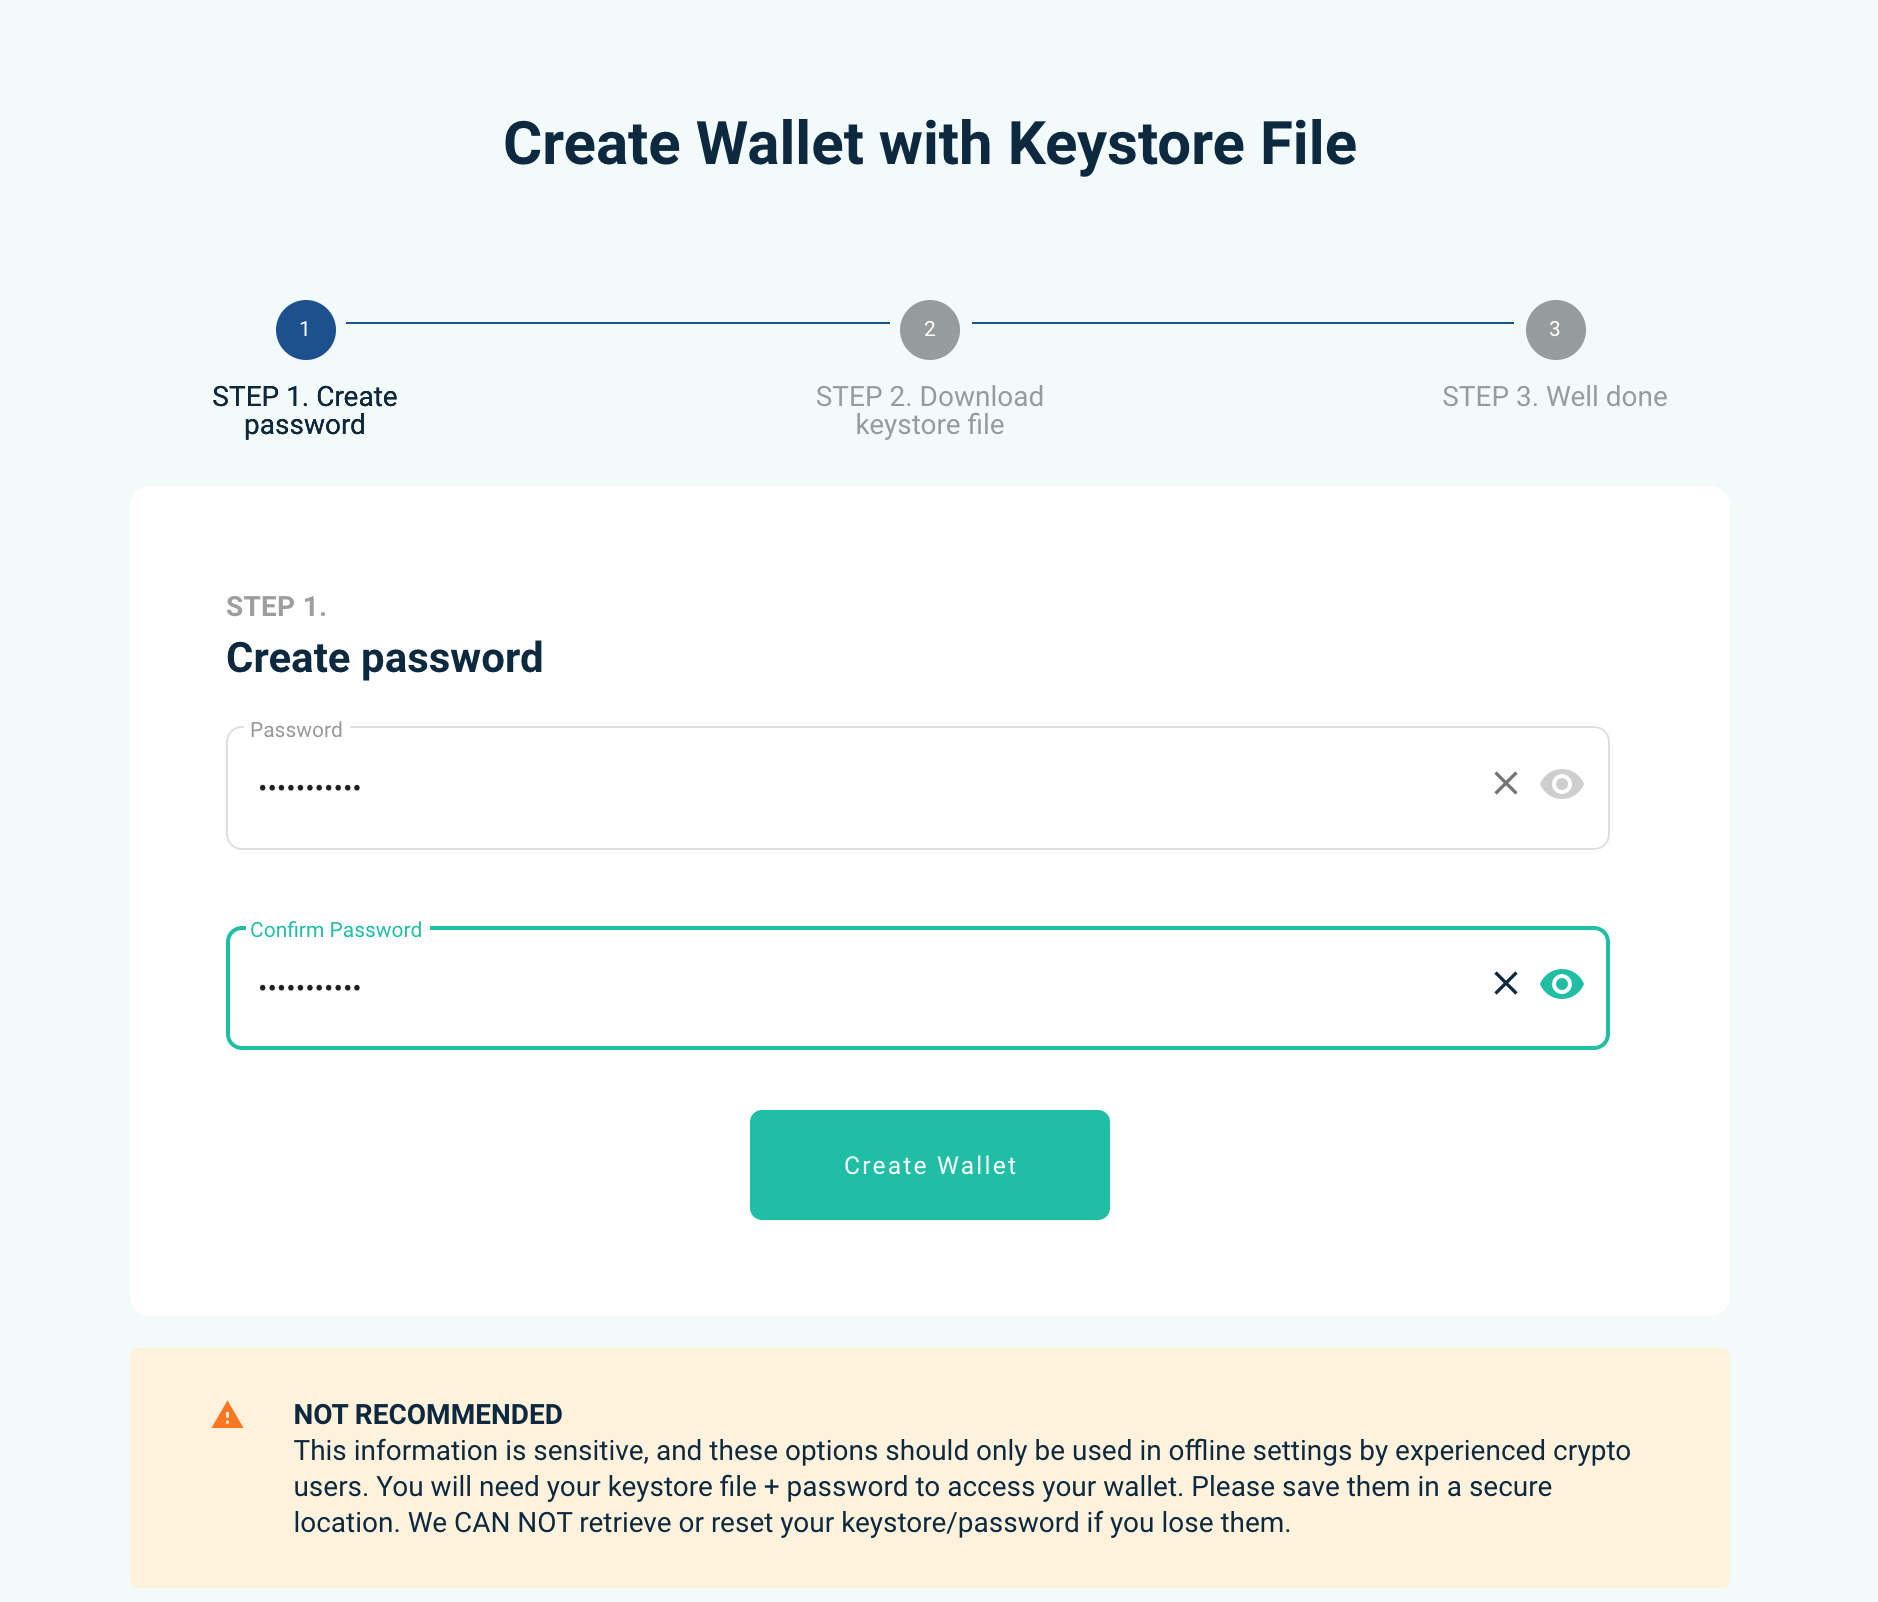 Create Wallet with Keystore File
1
2
3
STEP 1. Create
password
STEP 2. Download
keystore file
STEP 3. Well done
STEP 1.
Create password
Password
•••••••••••
Confirm Password
•••••••••••
Create Wallet
NOT RECOMMENDED
This information is sensitive, and these options should only be used in offline settings by experienced crypto
users. You will need your keystore file + password to access your wallet. Please save them in a secure
location. We CAN NOT retrieve or reset your keystore/password if you lose them.